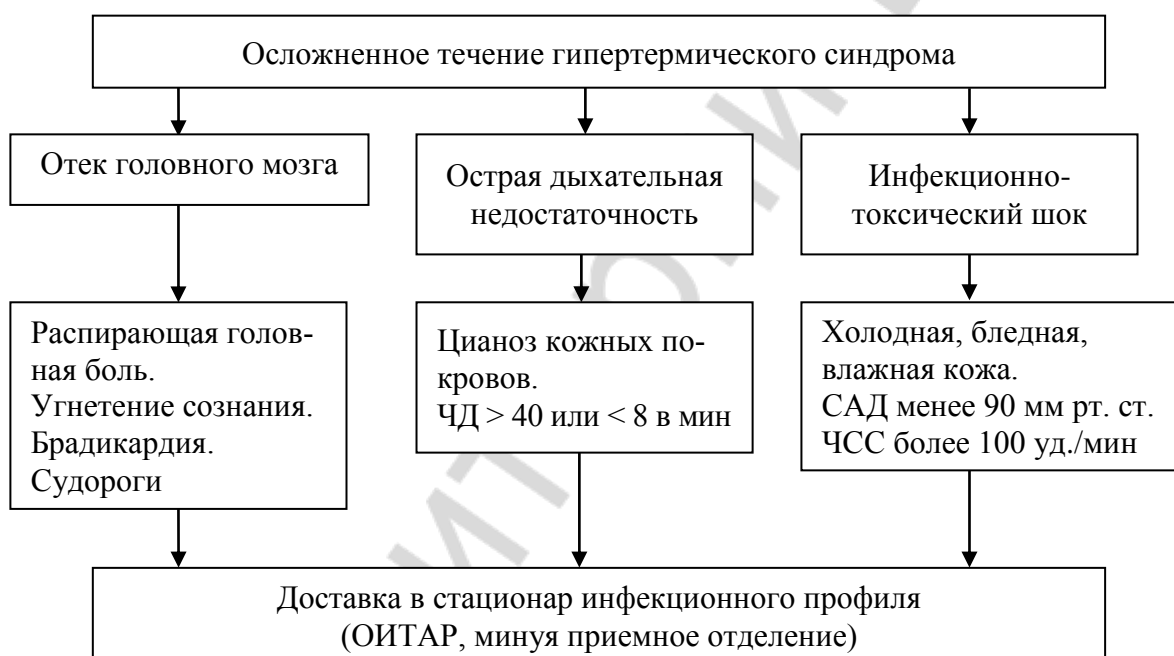 Осложненное течение гипертермического синдрома
Отек головного мозга
Острая дыхательная
недостаточность
Инфекционно-
токсический шок
Распирающая голов-
ная боль.
Угнетение сознания.
Брадикардия.
Судороги
Цианоз кожных по-
кровов.
ЧД > 40 или < 8 в мин
Холодная, бледная,
влажная кожа.
САД менее 90 мм рт. ст.
ЧСС более 100 уд./мин
Доставка в стационар инфекционного профиля
(ОИТАР, минуя приемное отделение)